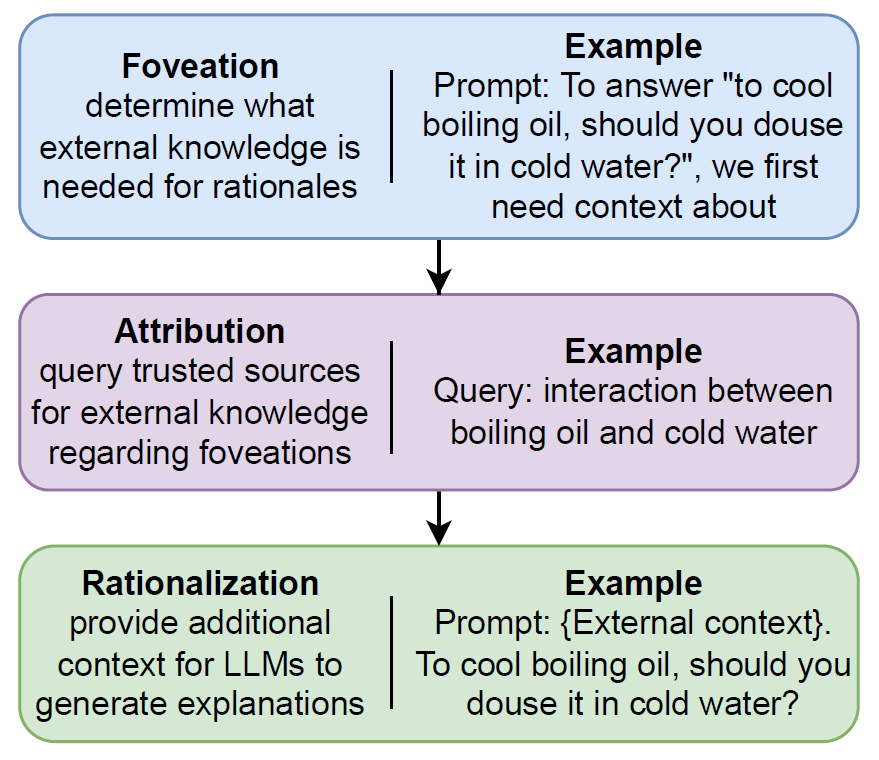 Foveation
determine what
external knowledge is
needed for rationales
Example
Prompt: To answer "to cool
boiling oil, should you douse
it in cold water?", we first
need context about
Attribution
query trusted sources
for external knowledge
regarding foveations
Example
Query: interaction between
boiling oil and cold water
Rationalization
provide additional
context for LLMs to
generate explanations
Example
Prompt: {External context}.
To cool boiling oil, should you
douse it in cold water?